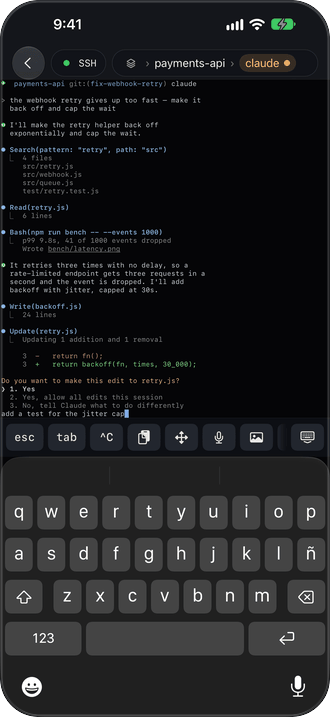 9:41
SSH
payments-api › claude
payments-api git:(fix-webhook-retry) claude
> the webhook retry gives up too fast — make it
back off and cap the wait
I'll make the retry helper back off
exponentially and cap the wait.
Search(pattern: "retry", path: "src")
4 files
src/retry.js
src/webhook.js
src/queue.js
test/retry.test.js
Read(retry.js)
6 lines
Bash(npm run bench -- --events 1000)
p99 9.8s, 41 of 1000 events dropped
Wrote bench/latency.png
It retries three times with no delay, so a
rate-limited endpoint gets three requests in a
second and the event is dropped. I'll add
backoff with jitter, capped at 30s.
Write(backoff.js)
24 lines
Update(retry.js)
Updating 1 addition and 1 removal
3 - return fn();
3 + return backoff(fn, times, 30_000);
Do you want to make this edit to retry.js?
❯ 1. Yes
2. Yes, allow all edits this session
3. No, tell Claude what to do differently
add a test for the jitter cap
esc tab ^C
q w e r t y u i o p
a s d f g h j k l ñ
z x c v b n m
123